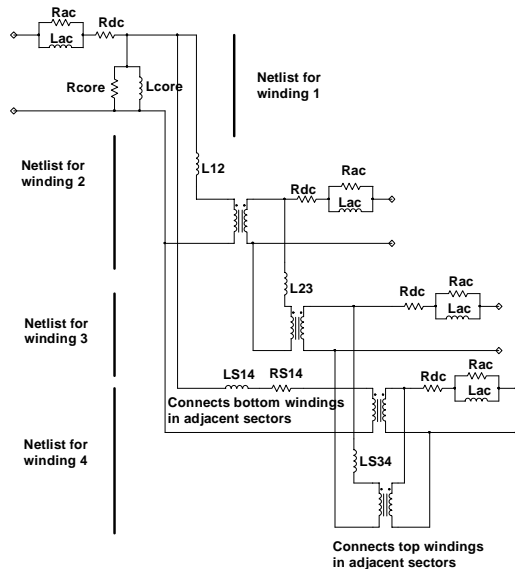 Rac
Lac
Rdc
Rcore
Lcore
Netlist for
winding 1
L12
Netlist for
winding 2
Rdc
Rac
Lac
L23
Netlist for
winding 3
Rdc
Rac
Lac
LS14
RS14
Connects bottom windings
in adjacent sectors
Rdc
Rac
Lac
Netlist for
winding 4
LS34
Connects top windings
in adjacent sectors